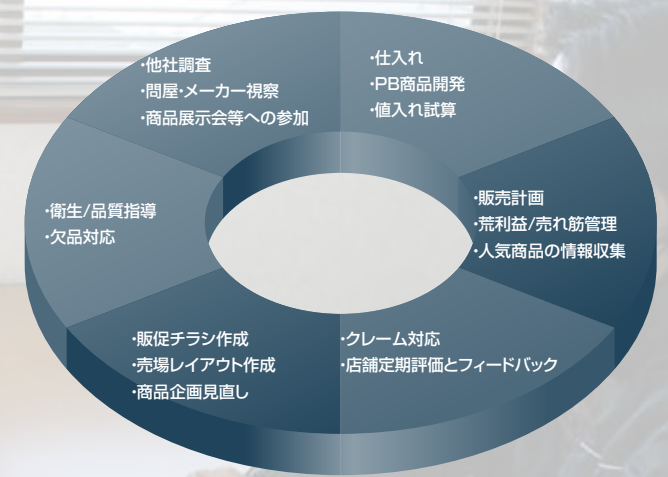 ・他社調査
・問屋・メーカー視察
・商品展示会等への参加
・仕入れ
・PB商品開発
・値入れ試算
・販売計画
・荒利益/売れ筋管理
・人気商品の情報収集
・クレーム対応
・店舗定期評価とフィードバック
・販促チラシ作成
・売場レイアウト作成
・商品企画見直し
・衛生/品質指導
・欠品対応